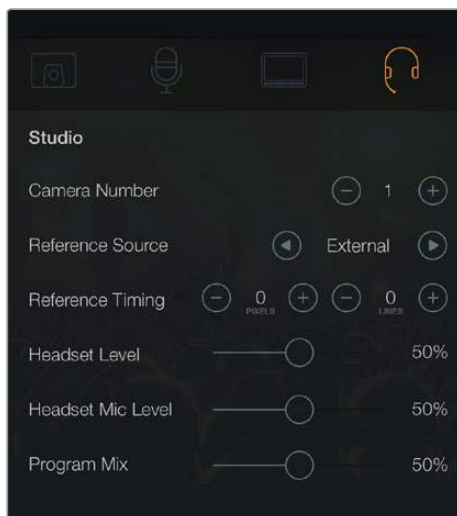 Studio
Camera Number 1
Reference Source External
Reference Timing 0 PIXELS 0 LINES
Headset Level 50%
Headset Mic Level 50%
Program Mix 50%